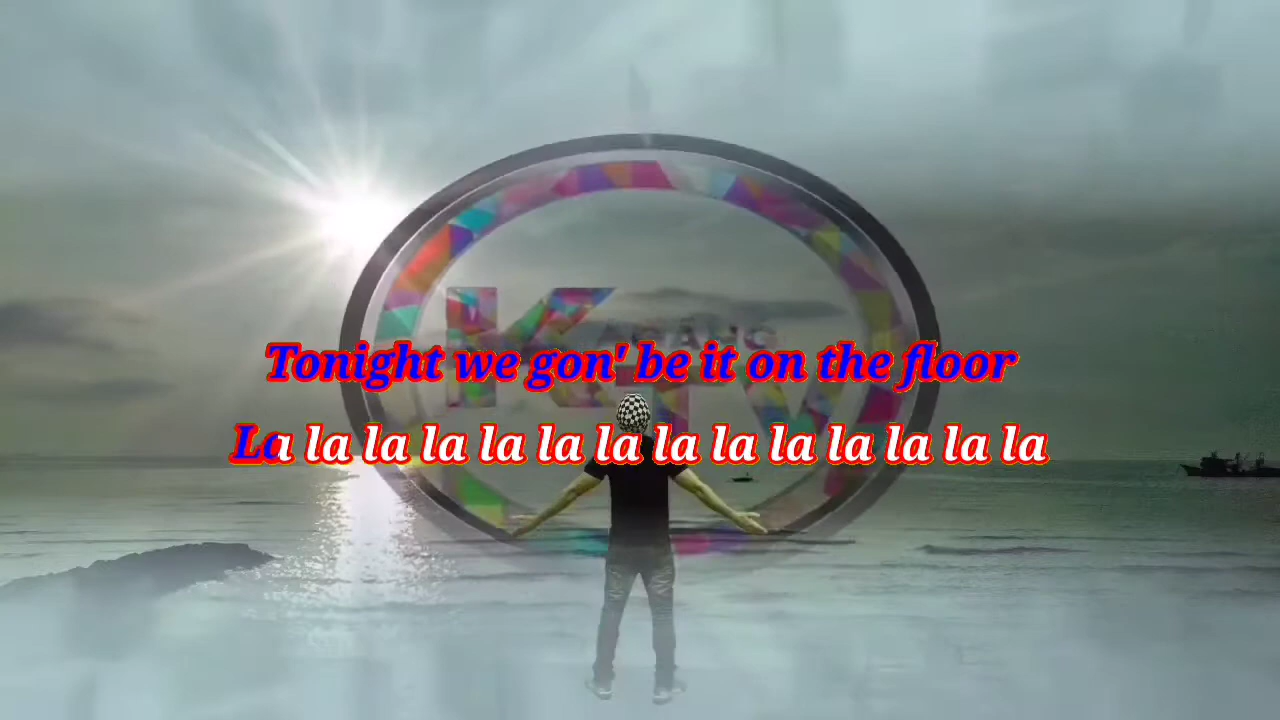 K
Tonight we gon' be it on the floor
TV
La la la la la la la la la la la la la la